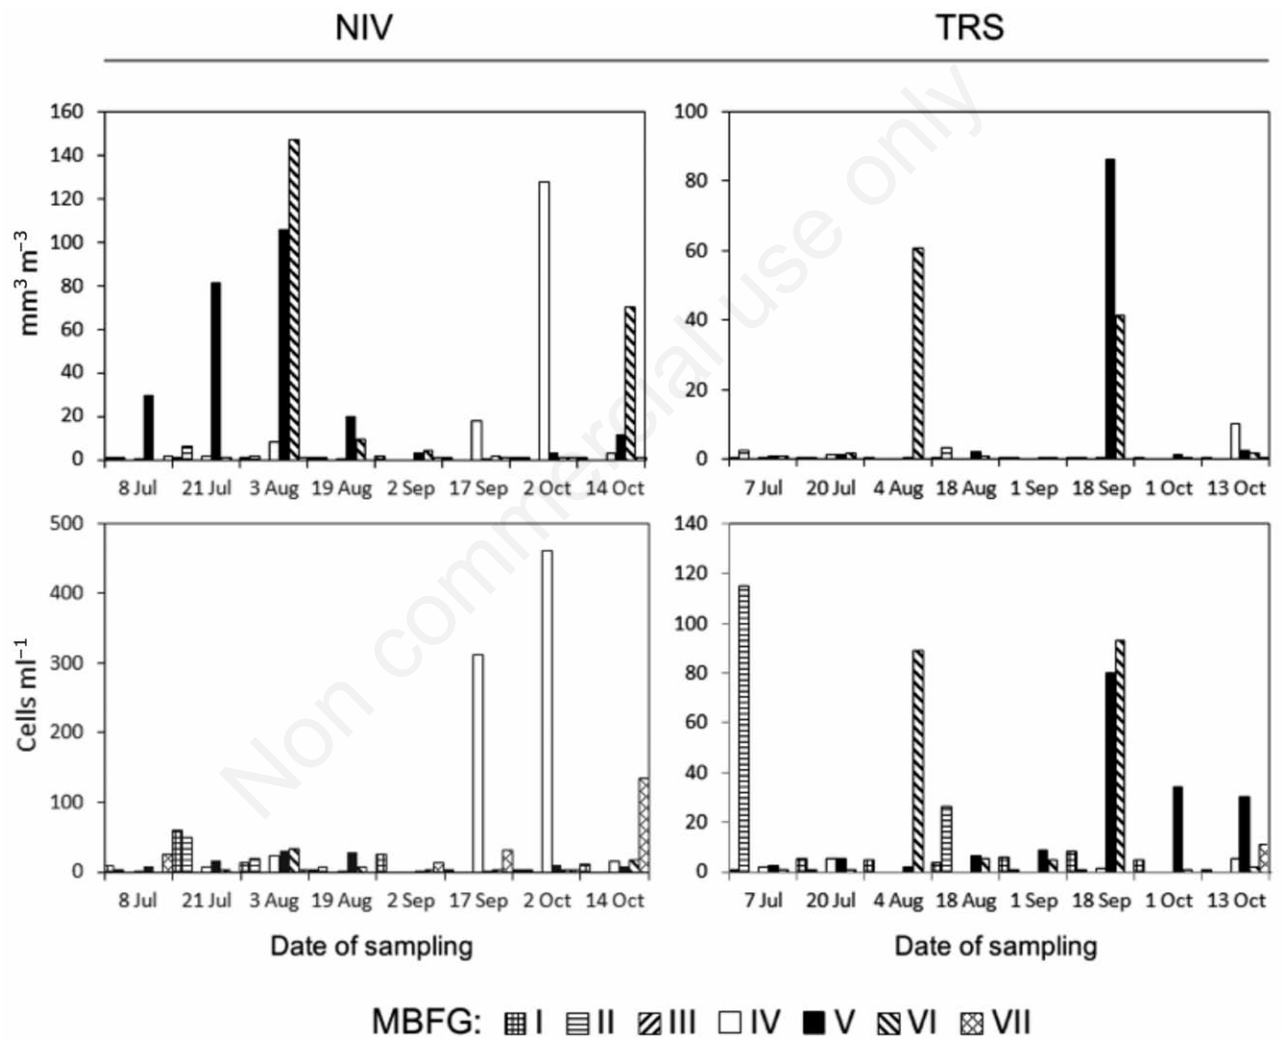 NIV TRS
160 100
140
120 80
100 60
80
60 40
40 20
20
0 0
mm³ m⁻³
8 Jul 21 Jul 3 Aug 19 Aug 2 Sep 17 Sep 2 Oct 14 Oct
7 Jul 20 Jul 4 Aug 18 Aug 1 Sep 18 Sep 1 Oct 13 Oct
500 140
400 120
300 100
200 80
100 60
0 40
20
0
Cells ml⁻¹
8 Jul 21 Jul 3 Aug 19 Aug 2 Sep 17 Sep 2 Oct 14 Oct
7 Jul 20 Jul 4 Aug 18 Aug 1 Sep 18 Sep 1 Oct 13 Oct
Date of sampling Date of sampling
MBFG: I II III IV V VI VII
Non commercial use only